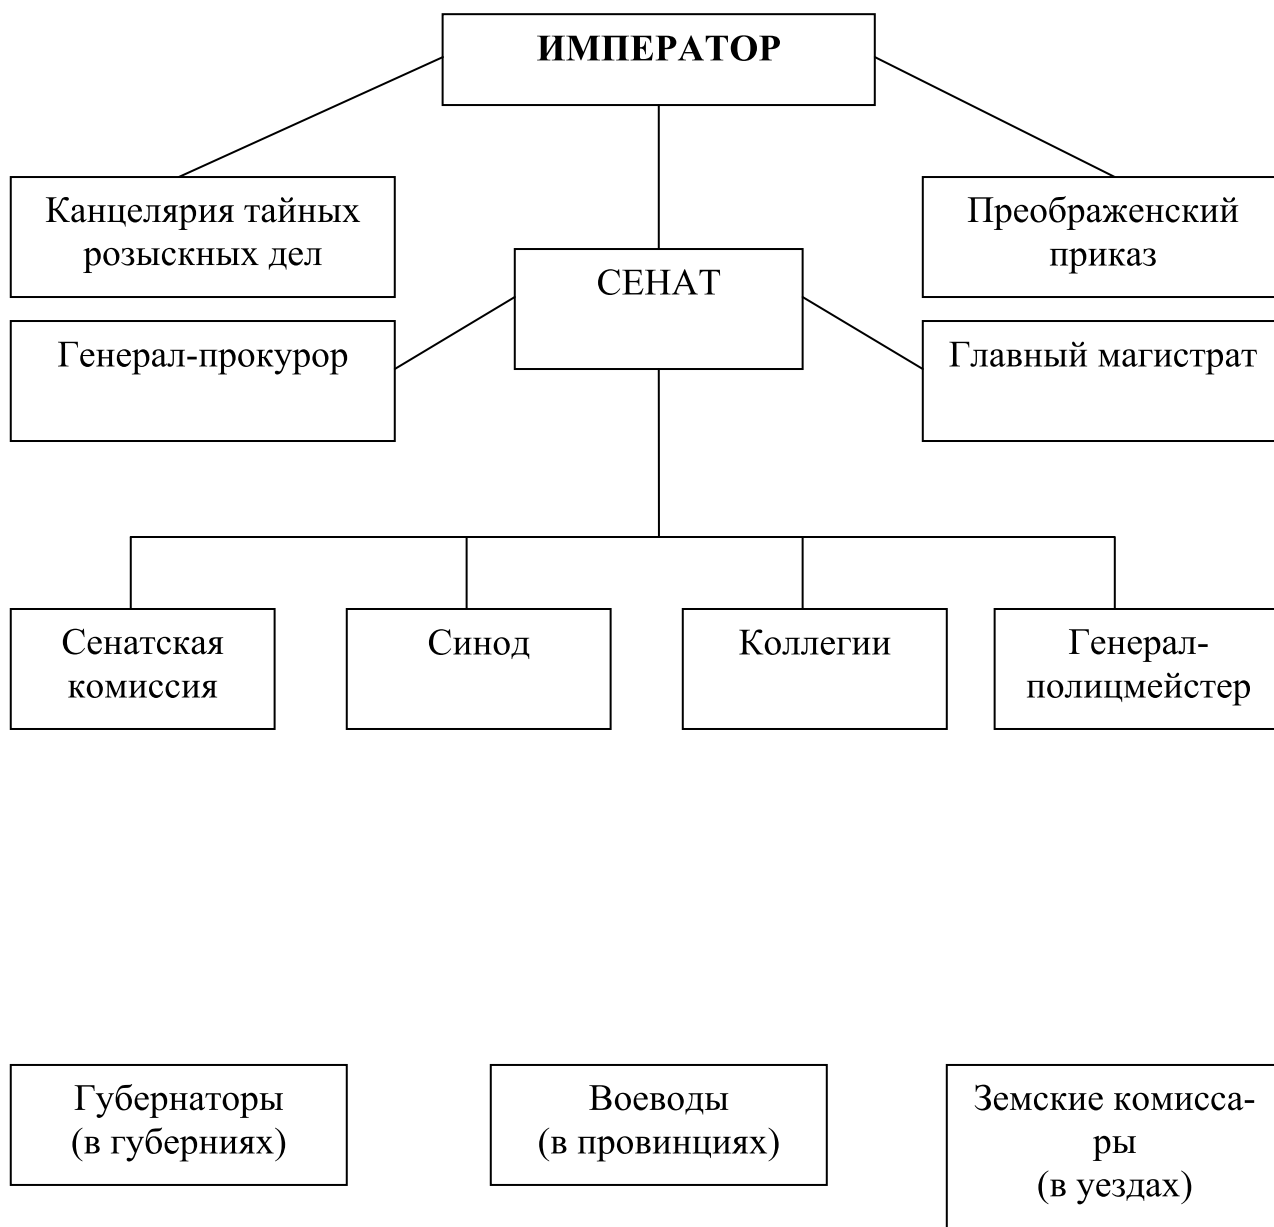 ИМПЕРАТОР
Канцелярия тайных
розыскных дел
Преображенский
приказ
СЕНАТ
Генерал-прокурор
Главный магистрат
Сенатская
комиссия
Синод
Коллегии
Генерал-
полицмейстер
Губернаторы
(в губерниях)
Воеводы
(в провинциях)
Земские комисса-
ры
(в уездах)